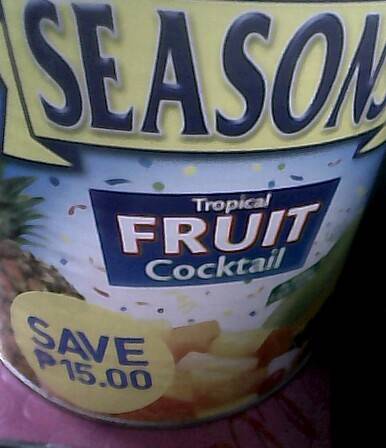 SEASON
Tropical
FRUIT
Cocktail
SAVE
₱15.00